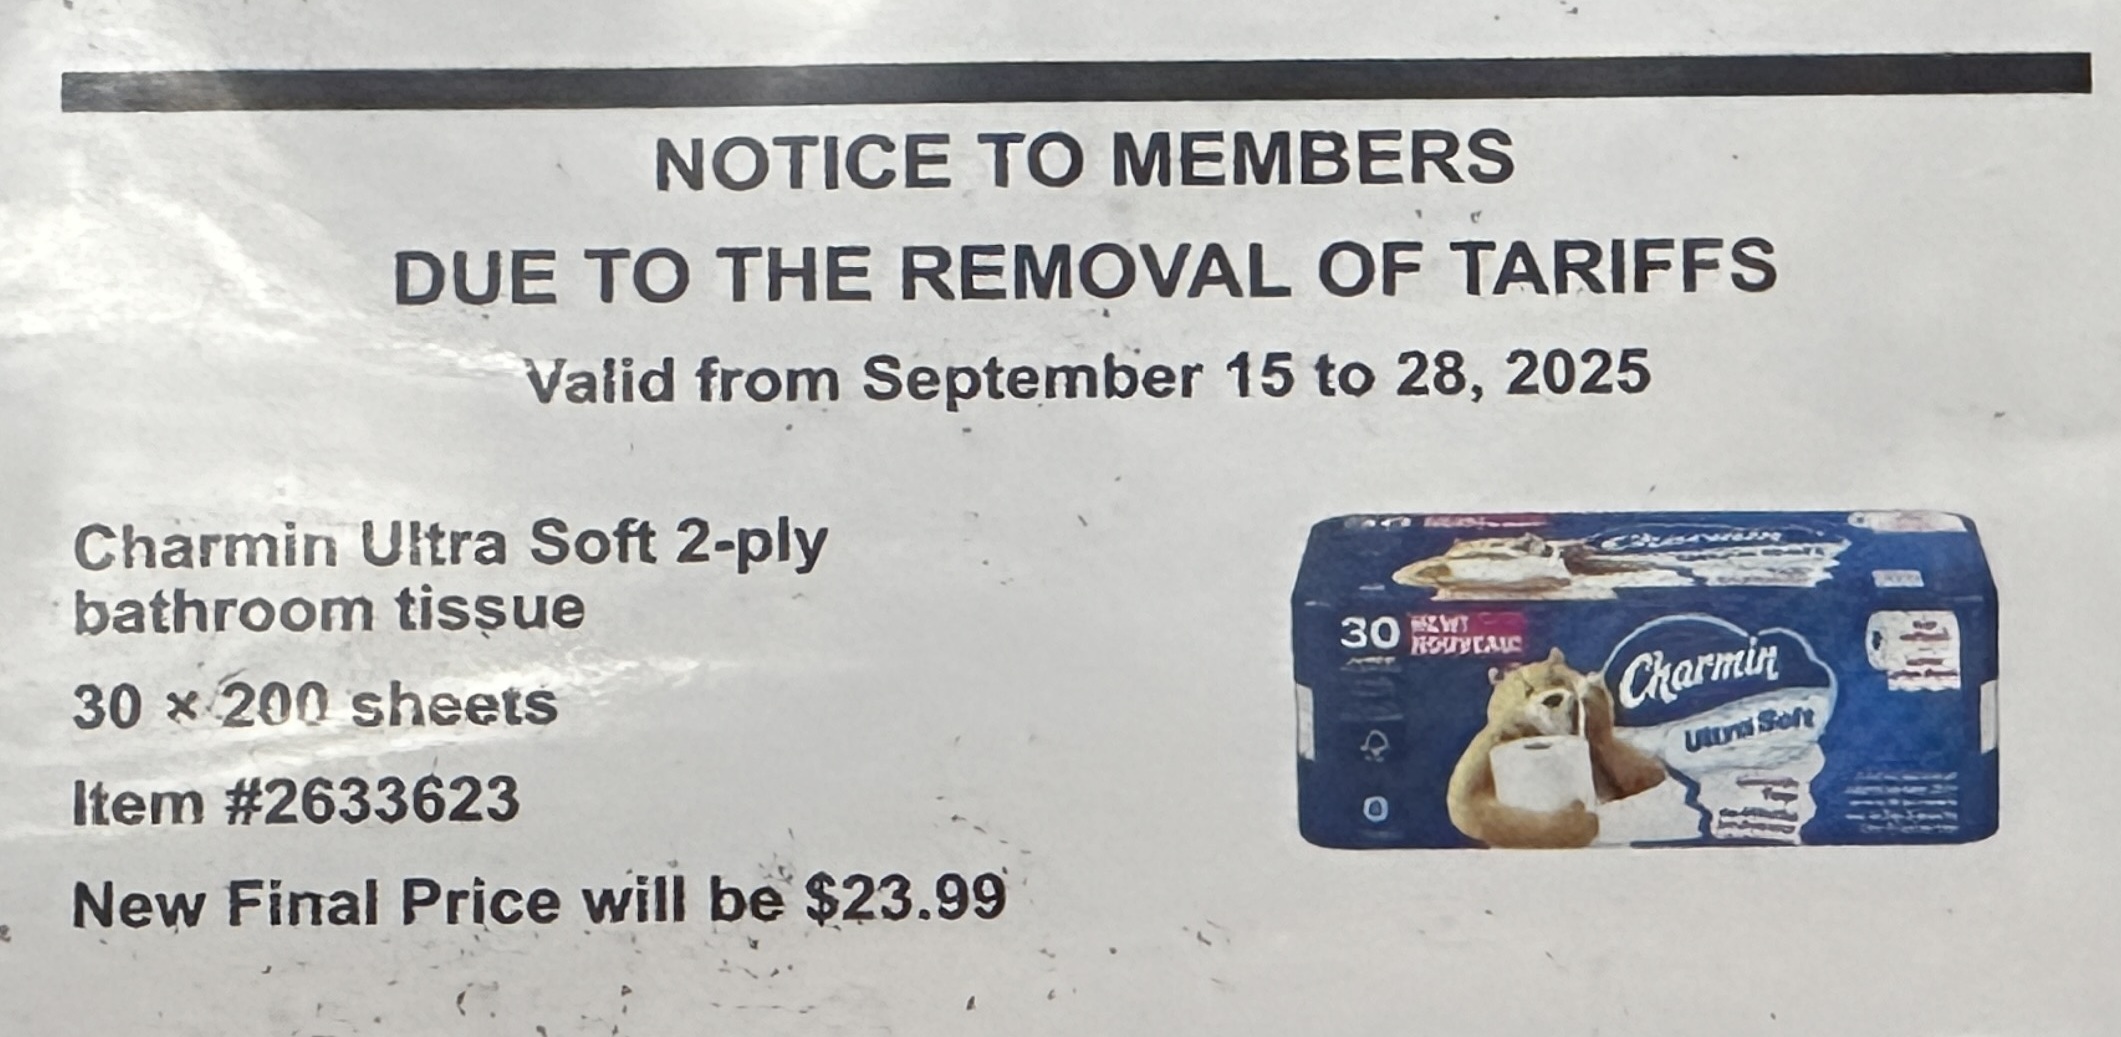 NOTICE TO MEMBERS
DUE TO THE REMOVAL OF TARIFFS
Valid from September 15 to 28, 2025
Charmin Ultra Soft 2-ply
bathroom tissue
30 × 200 sheets
Item #2633623
New Final Price will be $23.99
30
NEW!
NOUVEAU
Charmin
Ultra Soft